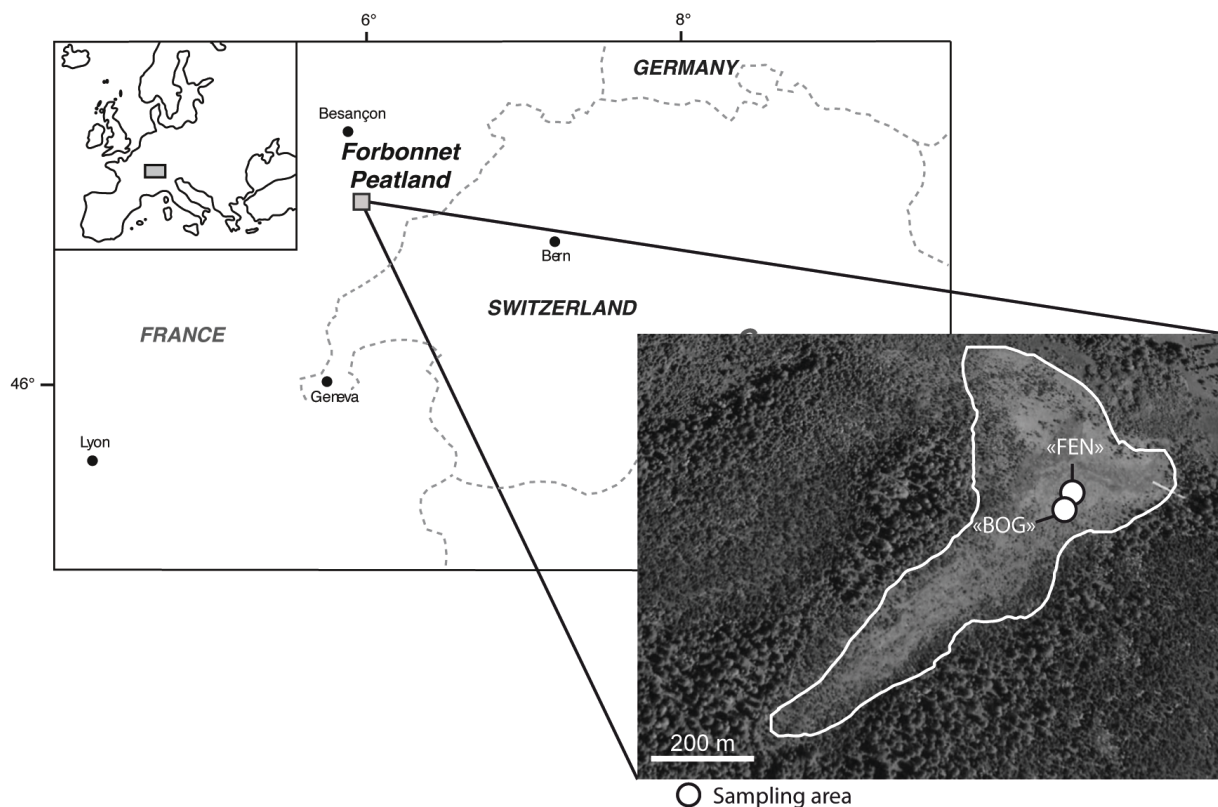 6°
8°
GERMANY
Besançon
Forbonnet
Peatland
Bern
SWITZERLAND
FRANCE
46°
Geneva
Lyon
«FEN»
«BOG»
200 m
Sampling area